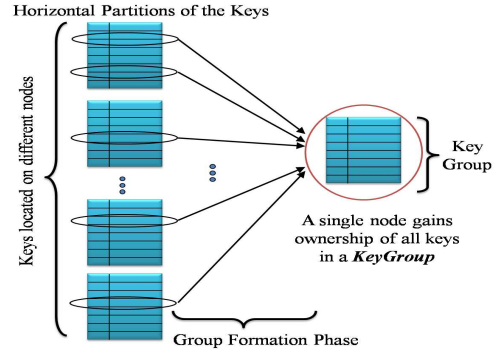 Horizontal Partitions of the Keys
Keys located on different nodes
Key
Group
A single node gains
ownership of all keys
in a KeyGroup
Group Formation Phase